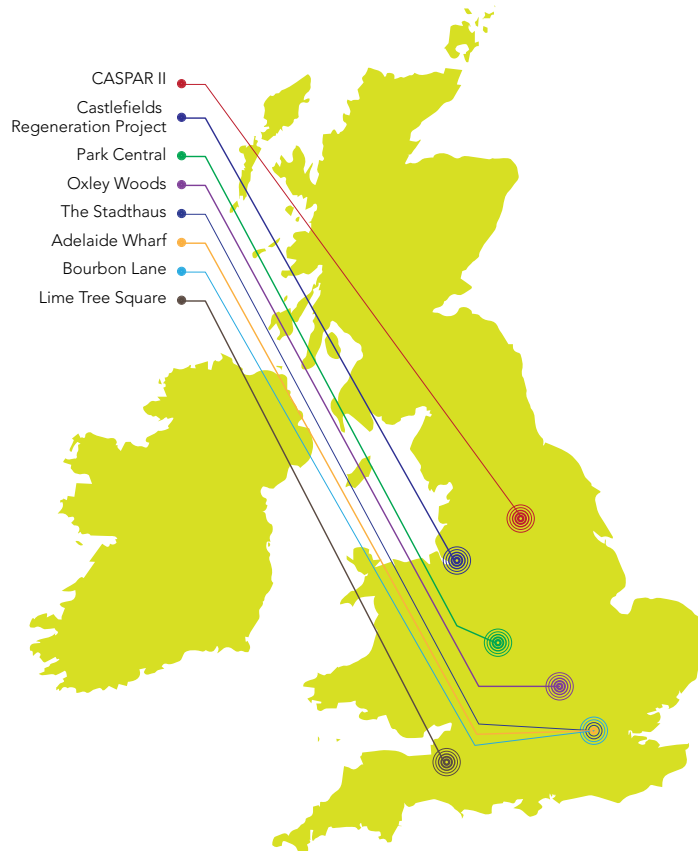 CASPAR II
Castlefields
Regeneration Project
Park Central
Oxley Woods
The Stadthaus
Adelaide Wharf
Bourbon Lane
Lime Tree Square